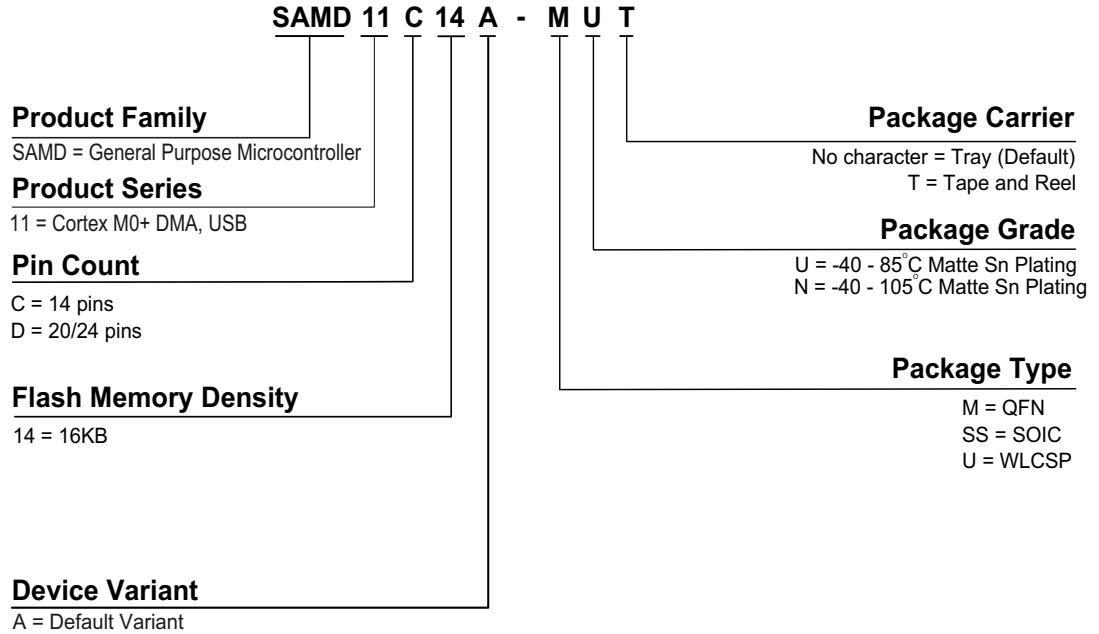 SAMD 11 C 14 A - M U T
Product Family
SAMD = General Purpose Microcontroller
Product Series
11 = Cortex M0+ DMA, USB
Pin Count
C = 14 pins
D = 20/24 pins
Flash Memory Density
14 = 16KB
Device Variant
A = Default Variant
Package Carrier
No character = Tray (Default)
T = Tape and Reel
Package Grade
U = -40 - 85°C Matte Sn Plating
N = -40 - 105°C Matte Sn Plating
Package Type
M = QFN
SS = SOIC
U = WLCSP